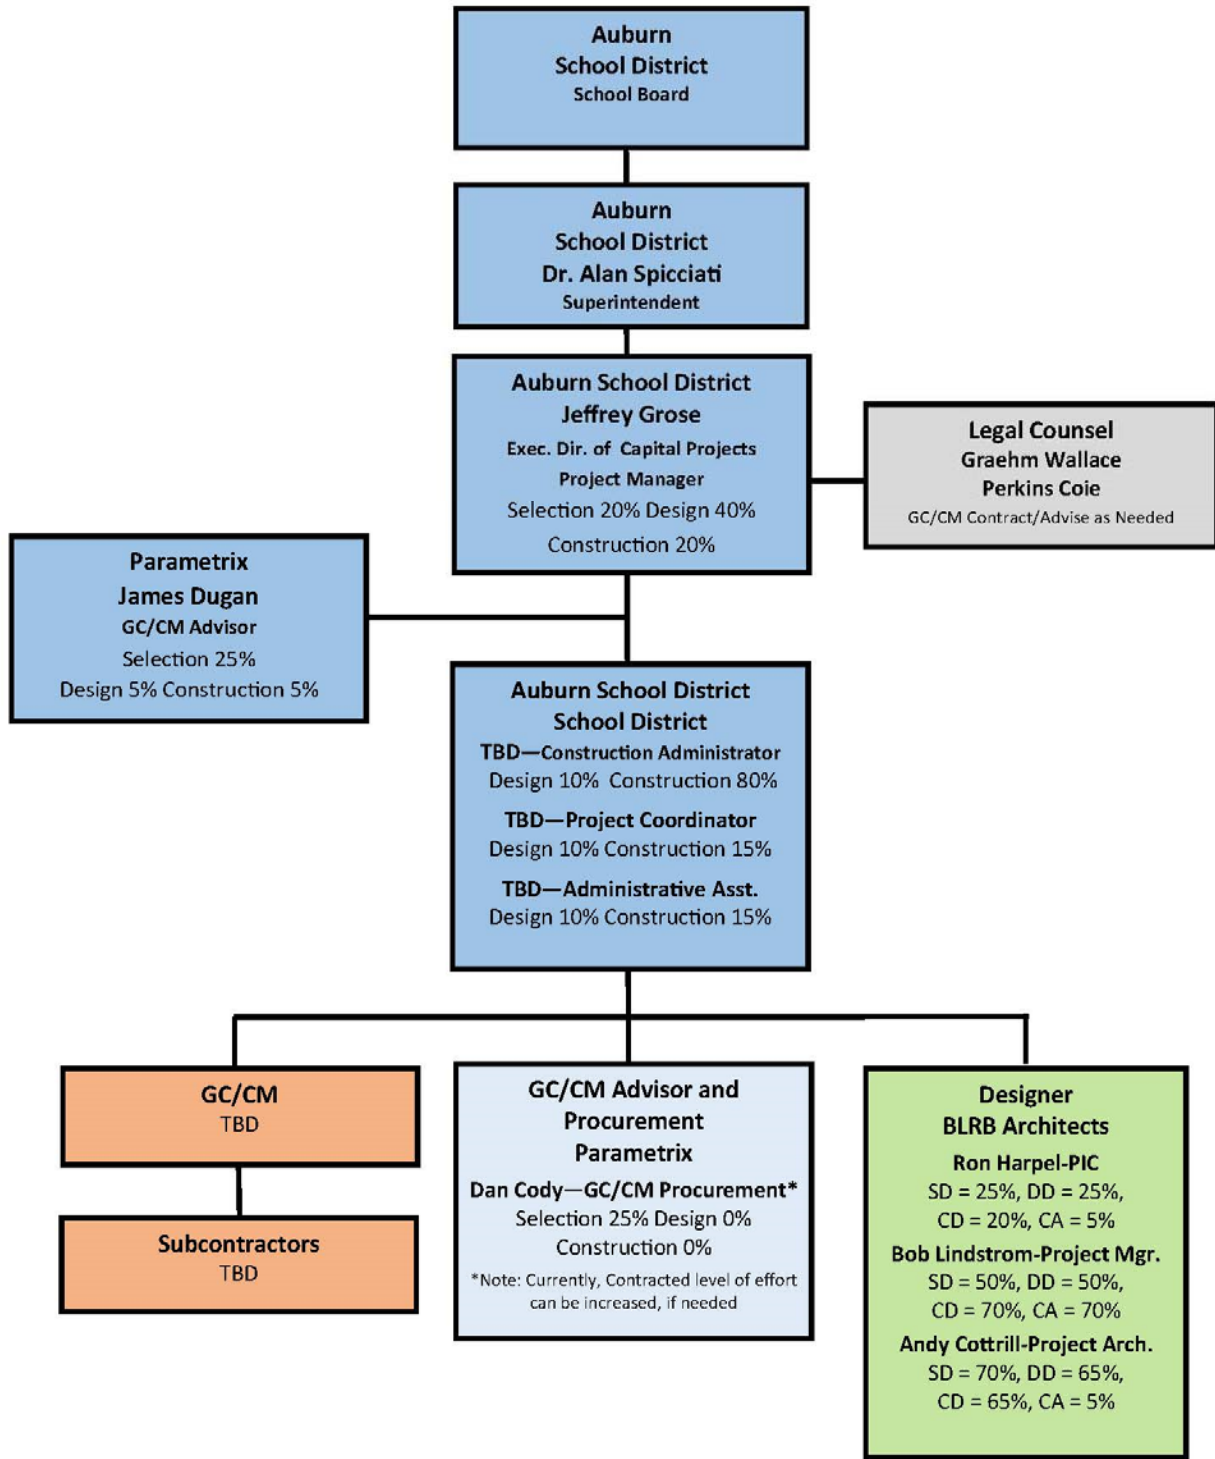 Auburn
School District
School Board
Auburn
School District
Dr. Alan Spicciati
Superintendent
Auburn School District
Jeffrey Grose
Exec. Dir. of Capital Projects
Project Manager
Selection 20% Design 40%
Construction 20%
Legal Counsel
Graehm Wallace
Perkins Coie
GC/CM Contract/Advise as Needed
Parametrix
James Dugan
GC/CM Advisor
Selection 25%
Design 5% Construction 5%
Auburn School District
School District
TBD—Construction Administrator
Design 10% Construction 80%
TBD—Project Coordinator
Design 10% Construction 15%
TBD—Administrative Asst.
Design 10% Construction 15%
GC/CM
TBD
Subcontractors
TBD
GC/CM Advisor and
Procurement
Parametrix
Dan Cody—GC/CM Procurement*
Selection 25% Design 0%
Construction 0%
*Note: Currently, Contracted level of effort
can be increased, if needed
Designer
BLRB Architects
Ron Harpel-PIC
SD = 25%, DD = 25%,
CD = 20%, CA = 5%
Bob Lindstrom-Project Mgr.
SD = 50%, DD = 50%,
CD = 70%, CA = 70%
Andy Cottrill-Project Arch.
SD = 70%, DD = 65%,
CD = 65%, CA = 5%